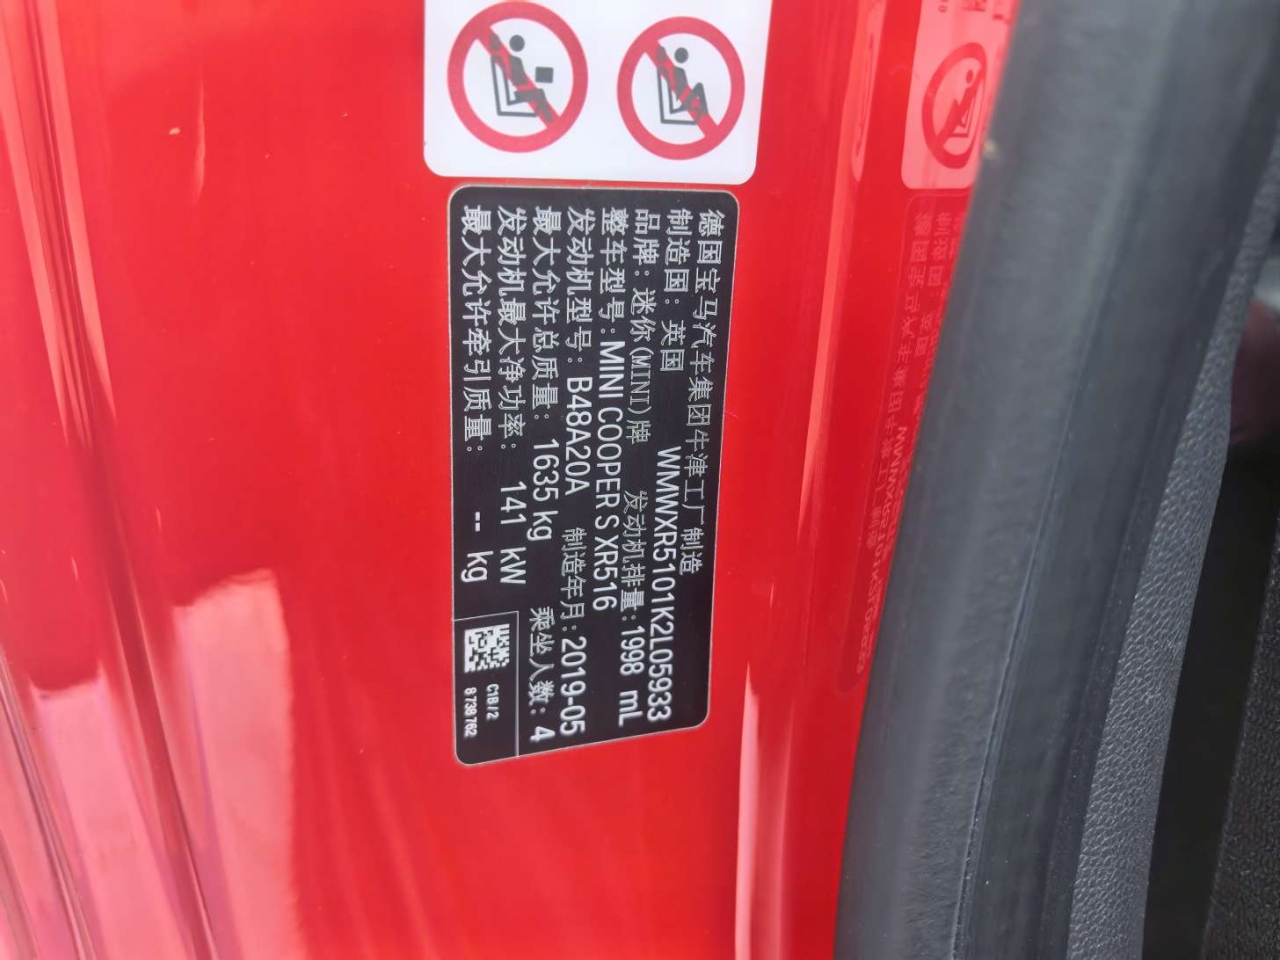 德国宝马汽车集团牛津工厂制造
制造国：英国 WMWXR5101K2L05933
品牌：迷你(MINI)牌 发动机排量：1998 mL
整车型号：MINI COOPER S XR516
发动机型号：B48A20A 制造年月：2019-05
最大允许总质量：1635 kg 乘坐人数：4
发动机最大净功率：141 kW
最大允许牵引质量：-- kg
C1B/2
8738762